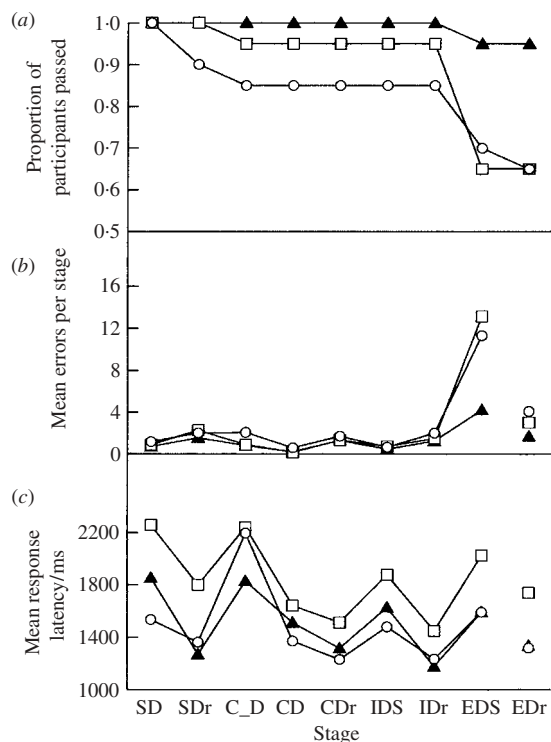 (a)
Proportion of
participants passed
1·0
0·9
0·8
0·7
0·6
0·5
(b)
Mean errors per stage
16
12
8
4
0
(c)
Mean response
latency/ms
2200
1800
1400
1000
SD SDr C_D CD CDr IDS IDr EDS EDr
Stage